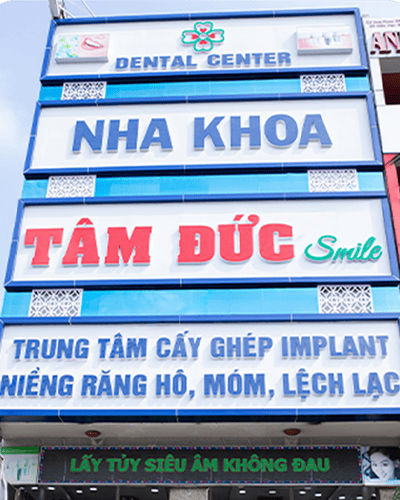 DENTAL CENTER
NHA KHOA
TÂM ĐỨC Smile
TRUNG TÂM CẤY GHÉP IMPLANT
NIỀNG RĂNG HÔ, MÓM, LỆCH LẠC
LẤY TỦY SIÊU ÂM KHÔNG ĐAU